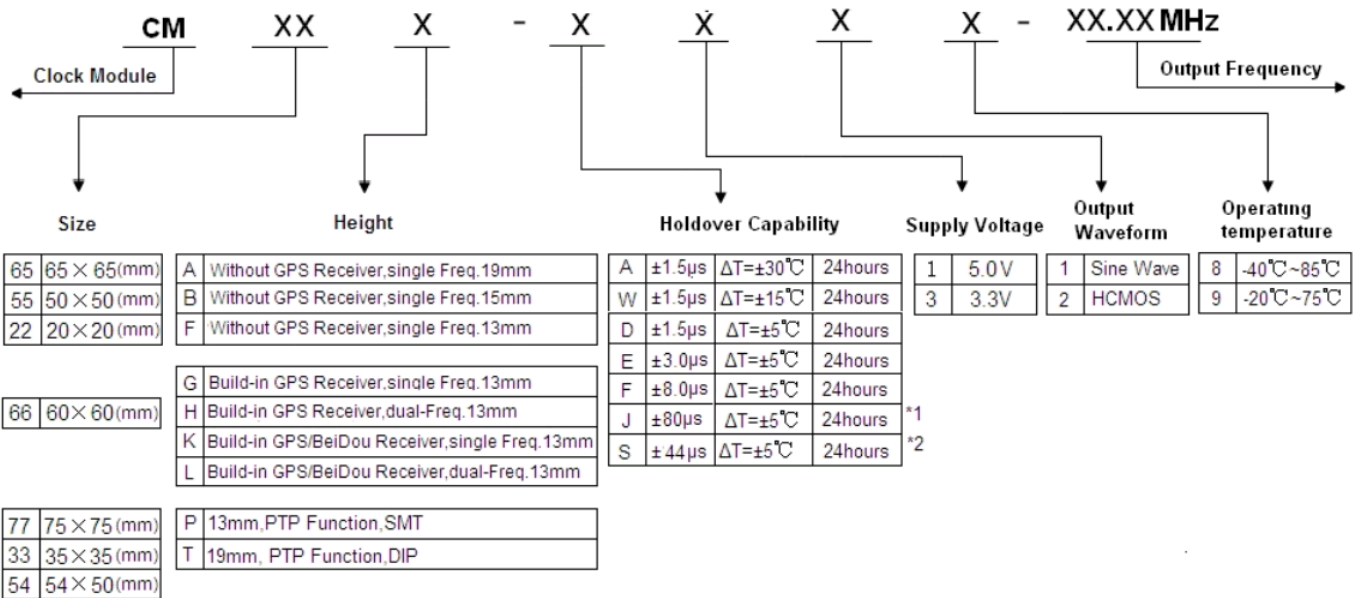 CM XX X - X X X X - XX.XX MHz
Clock Module
Output Frequency
Size
Height
Holdover Capability
Supply Voltage
Output
Waveform
Operating
temperature
65 65×65(mm)
55 50×50(mm)
22 20×20(mm)
66 60×60(mm)
77 75×75(mm)
33 35×35(mm)
54 54×50(mm)
A Without GPS Receiver,single Freq.19mm
B Without GPS Receiver,single Freq.15mm
F Without GPS Receiver,single Freq.13mm
G Build-in GPS Receiver,single Freq.13mm
H Build-in GPS Receiver,dual-Freq.13mm
K Build-in GPS/BeiDou Receiver,single Freq.13mm
L Build-in GPS/BeiDou Receiver,dual-Freq.13mm
P 13mm,PTP Function,SMT
T 19mm, PTP Function,DIP
A ±1.5μs ΔT=±30℃ 24hours
W ±1.5μs ΔT=±15℃ 24hours
D ±1.5μs ΔT=±5℃ 24hours
E ±3.0μs ΔT=±5℃ 24hours
F ±8.0μs ΔT=±5℃ 24hours
J ±80μs ΔT=±5℃ 24hours *1
S ±44μs ΔT=±5℃ 24hours *2
1 5.0V
3 3.3V
1 Sine Wave
2 HCMOS
8 -40℃~85℃
9 -20℃~75℃